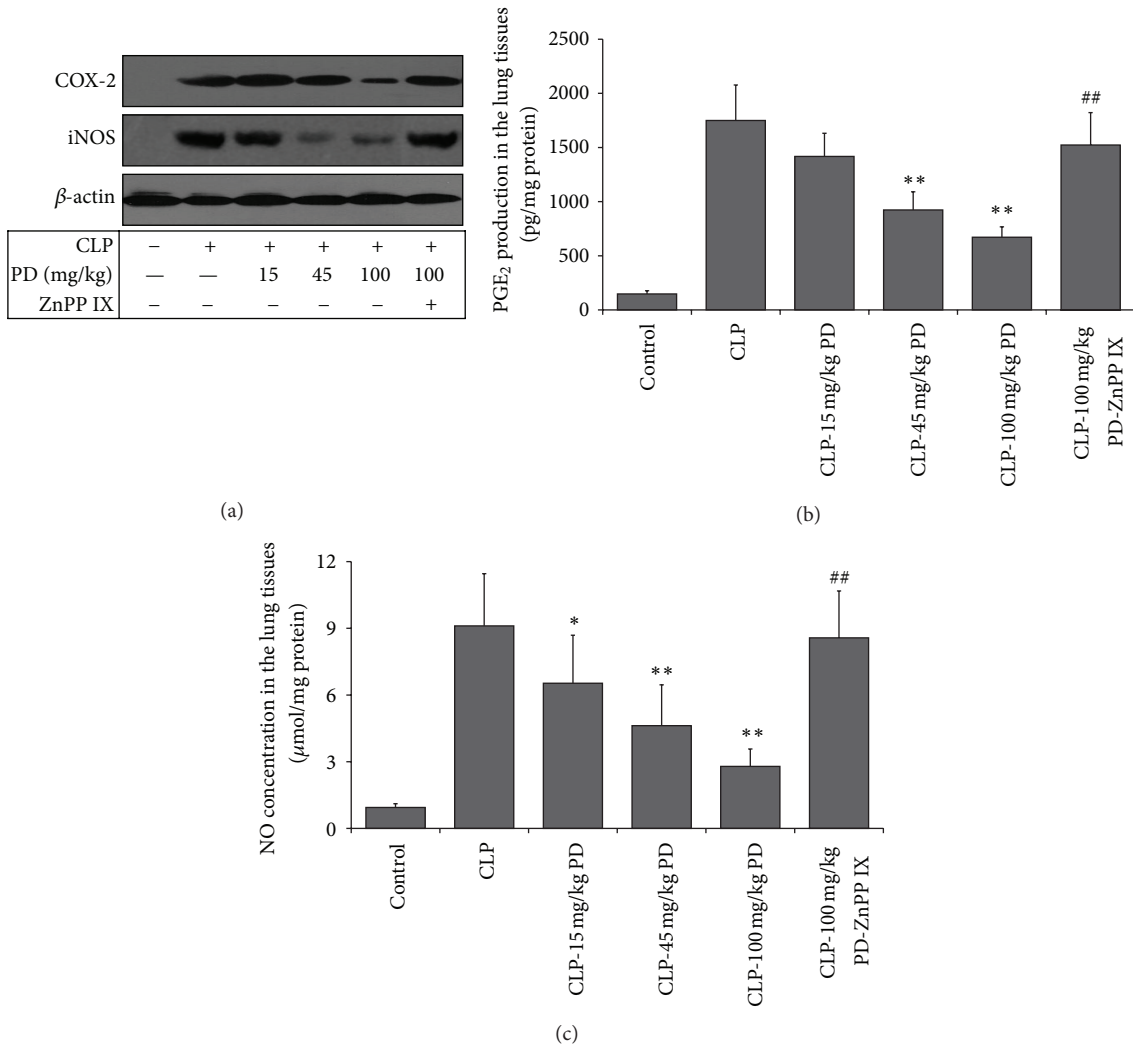 COX-2
iNOS
β-actin
CLP – + + + + +
PD (mg/kg) — — 15 45 100 100
ZnPP IX – – – – – +
(a)
PGE₂ production in the lung tissues
(pg/mg protein)
2500
2000
1500
1000
500
0
**
**
##
Control
CLP
CLP-15 mg/kg PD
CLP-45 mg/kg PD
CLP-100 mg/kg PD
CLP-100 mg/kg
PD-ZnPP IX
(b)
NO concentration in the lung tissues
(μmol/mg protein)
12
9
6
3
0
*
**
**
##
Control
CLP
CLP-15 mg/kg PD
CLP-45 mg/kg PD
CLP-100 mg/kg PD
CLP-100 mg/kg
PD-ZnPP IX
(c)